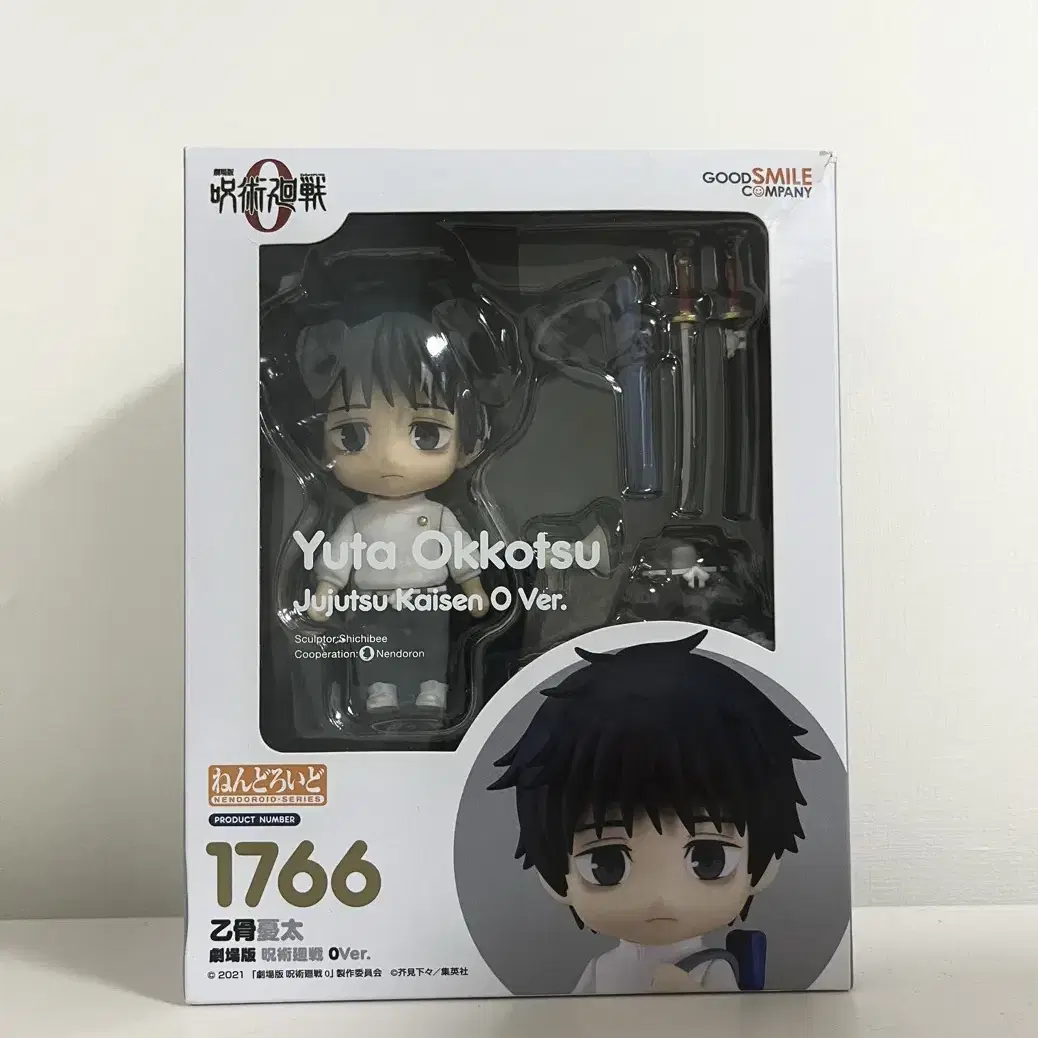 劇場版
呪術廻戦
0
GOOD SMILE
COMPANY
Yuta Okkotsu
Jujutsu Kaisen 0 Ver.
Sculptor:Shichibee
Cooperation: Nendoron
ねんどろいど
NENDOROID・SERIES
PRODUCT NUMBER
1766
乙骨憂太
劇場版 呪術廻戦 0Ver.
© 2021 「劇場版 呪術廻戦 0」製作委員会 ©芥見下々／集英社